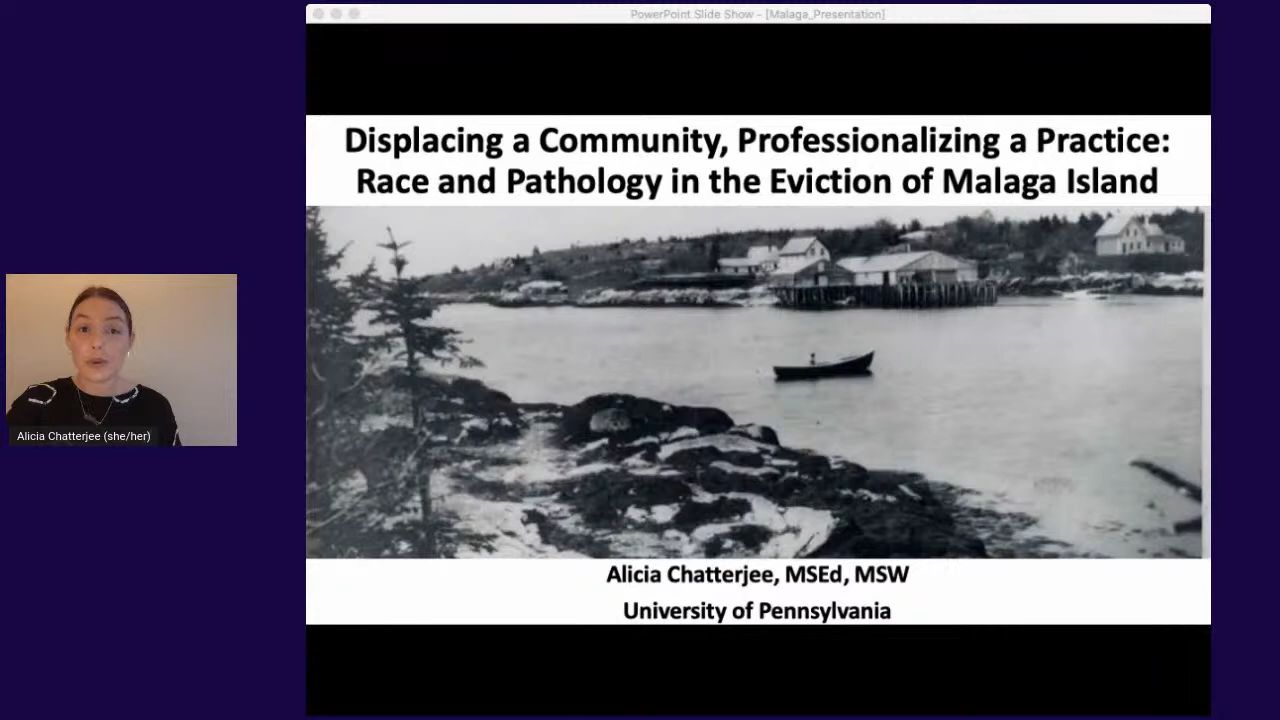 PowerPoint Slide Show - [Malaga_Presentation]
Displacing a Community, Professionalizing a Practice:
Race and Pathology in the Eviction of Malaga Island
Alicia Chatterjee (she/her)
Alicia Chatterjee, MSEd, MSW
University of Pennsylvania